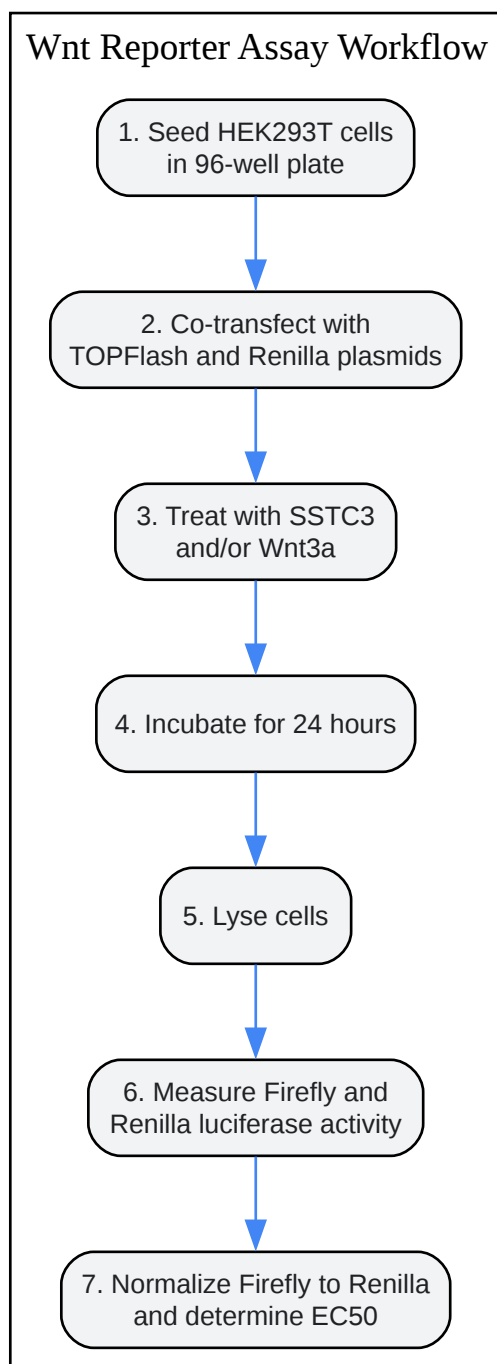 Wnt Reporter Assay Workflow
1. Seed HEK293T cells
in 96-well plate
2. Co-transfect with
TOPFlash and Renilla plasmids
3. Treat with SSTC3
and/or Wnt3a
4. Incubate for 24 hours
5. Lyse cells
6. Measure Firefly and
Renilla luciferase activity
7. Normalize Firefly to Renilla
and determine EC50